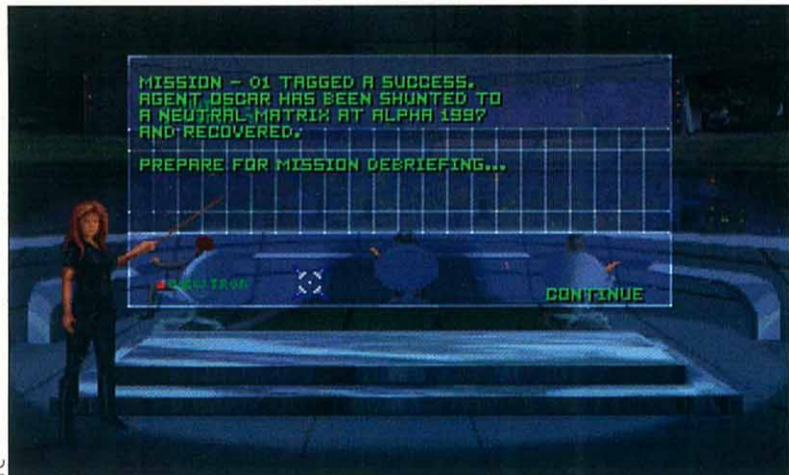 MISSION - 01 TAGGED A SUCCESS.
AGENT OSCAR HAS BEEN SHUNTED TO
A NEUTRAL MATRIX AT ALPHA 1997
AND RECOVERED.
PREPARE FOR MISSION DEBRIEFING...
CONTINUE